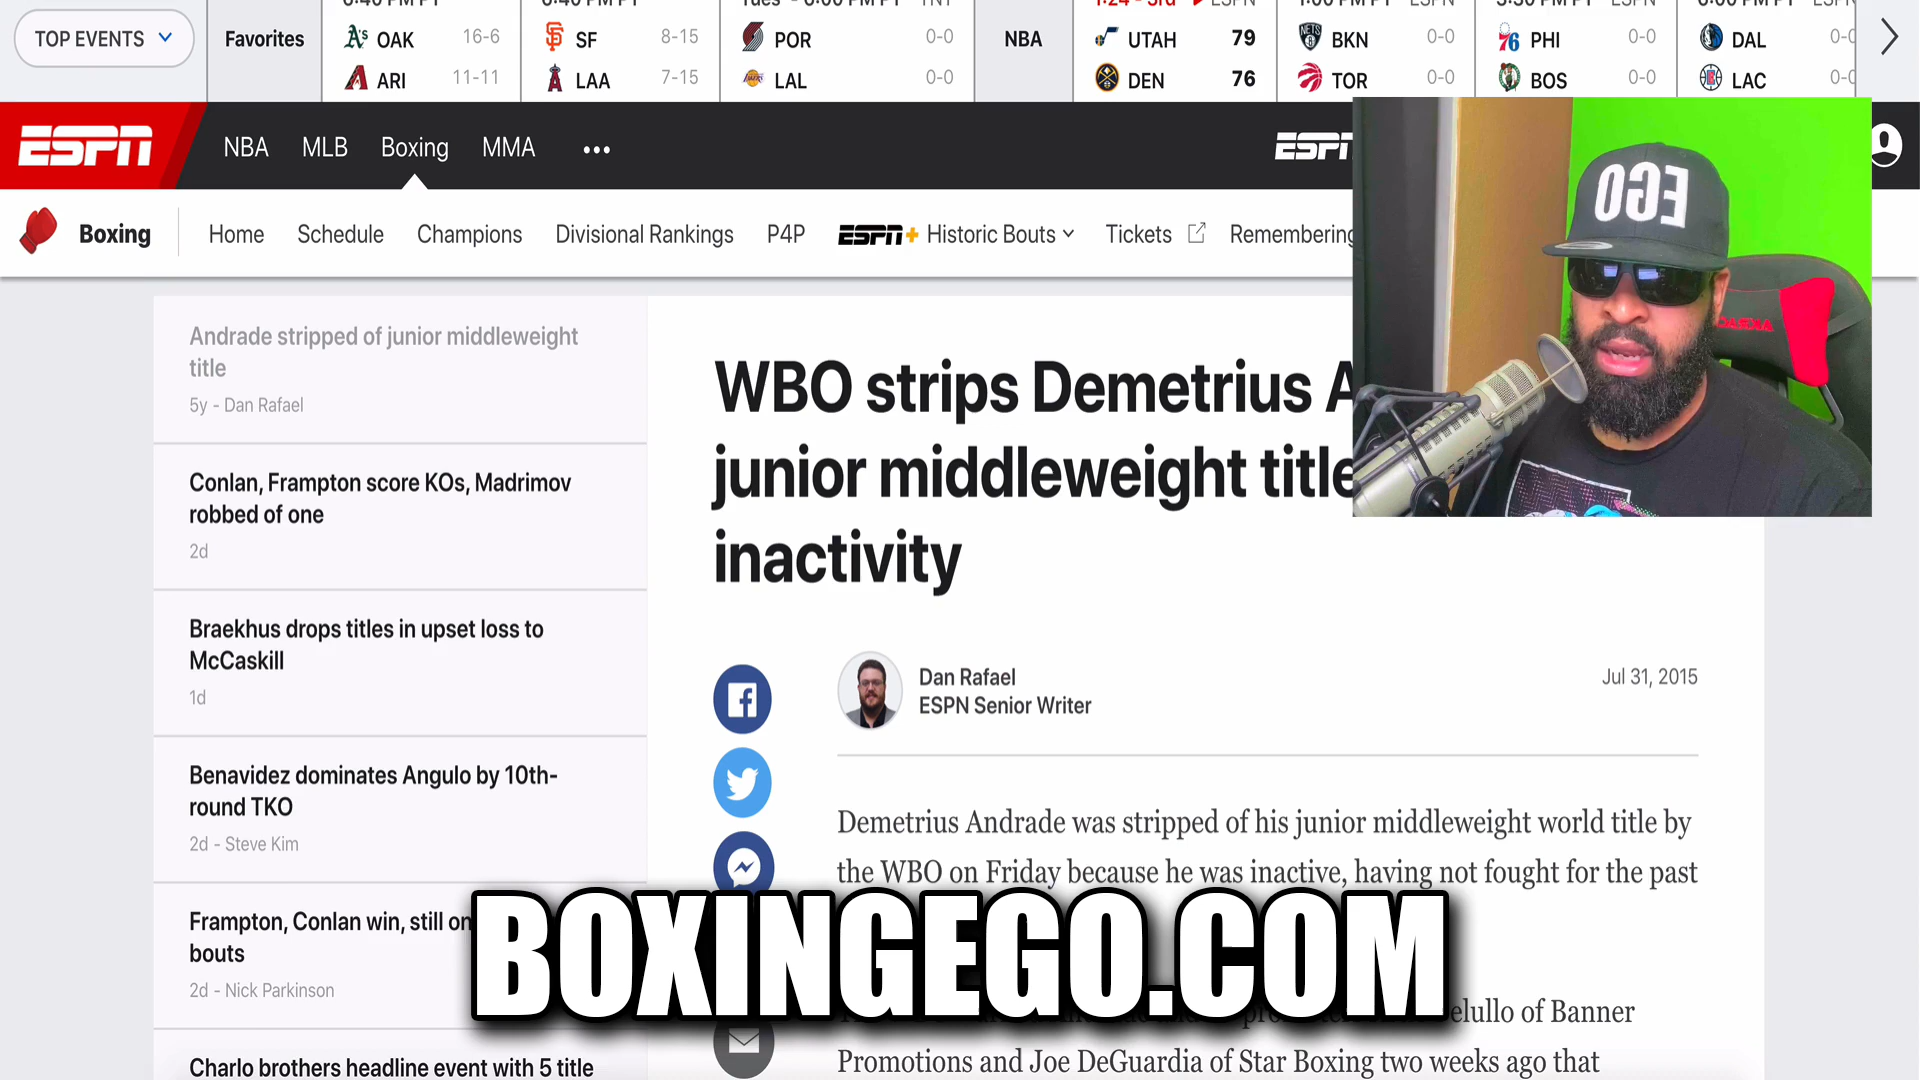 TOP EVENTS
Favorites
OAK 16-6
ARI 11-11
SF 8-15
LAA 7-15
POR 0-0
LAL 0-0
NBA
1:24 - 3rd ESPN
UTAH 79
DEN 76
BKN 0-0
TOR 0-0
PHI 0-0
BOS 0-0
DAL
LAC
ESPN NBA MLB Boxing MMA •••
ESPN
Boxing Home Schedule Champions Divisional Rankings P4P ESPN+ Historic Bouts Tickets Remembering
EGO
Andrade stripped of junior middleweight
title
5y - Dan Rafael
Conlan, Frampton score KOs, Madrimov
robbed of one
2d
Braekhus drops titles in upset loss to
McCaskill
1d
Benavidez dominates Angulo by 10th-
round TKO
2d - Steve Kim
Frampton, Conlan win, still on
bouts
2d - Nick Parkinson
Charlo brothers headline event with 5 title
WBO strips Demetrius
junior middleweight title
inactivity
Dan Rafael
ESPN Senior Writer
Jul 31, 2015
Demetrius Andrade was stripped of his junior middleweight world title by
the WBO on Friday because he was inactive, having not fought for the past
BOXINGEGO.COM
of Banner
Promotions and Joe DeGuardia of Star Boxing two weeks ago that